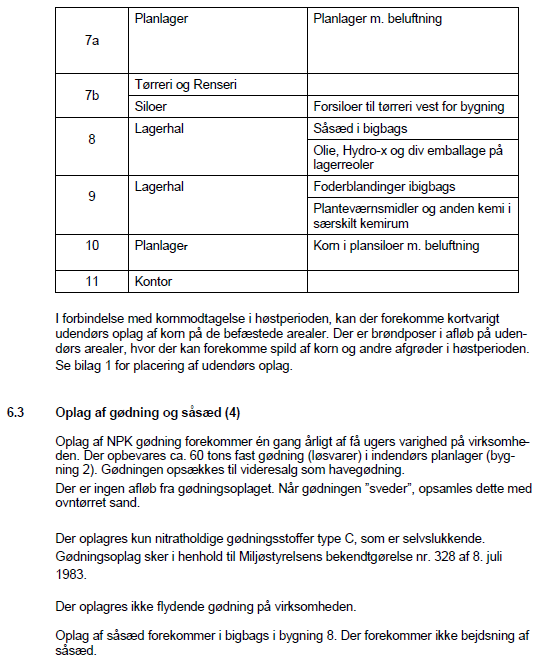 7a Planlager Planlager m. beluftning
7b Tørreri og Renseri
Siloer Forsiloer til tørreri vest for bygning
8 Lagerhal Såsæd i bigbags
Olie, Hydro-x og div emballage på
lagerreoler
9 Lagerhal Foderblandinger ibigbags
Planteværnsmidler og anden kemi i
særskilt kemirum
10 Planlager Korn i plansiloer m. beluftning
11 Kontor
I forbindelse med kornmodtagelse i høstperioden, kan der forekomme kortvarigt
udendørs oplag af korn på de befæstede arealer. Der er brøndposer i afløb på uden-
dørs arealer, hvor der kan forekomme spild af korn og andre afgrøder i høstperioden.
Se bilag 1 for placering af udendørs oplag.
6.3 Oplag af gødning og såsæd (4)
Oplag af NPK gødning forekommer én gang årligt af få ugers varighed på virksomhe-
den. Der opbevares ca. 60 tons fast gødning (løsvarer) i indendørs planlager (byg-
ning 2). Gødningen opsækkes til videresalg som havegødning.
Der er ingen afløb fra gødningsoplaget. Når gødningen "sveder", opsamles dette med
ovntørret sand.
Der oplagres kun nitratholdige gødningsstoffer type C, som er selvslukkende.
Gødningsoplag sker i henhold til Miljøstyrelsens bekendtgørelse nr. 328 af 8. juli
1983.
Der oplagres ikke flydende gødning på virksomheden.
Oplag af såsæd forekommer i bigbags i bygning 8. Der forekommer ikke bejdsning af
såsæd.